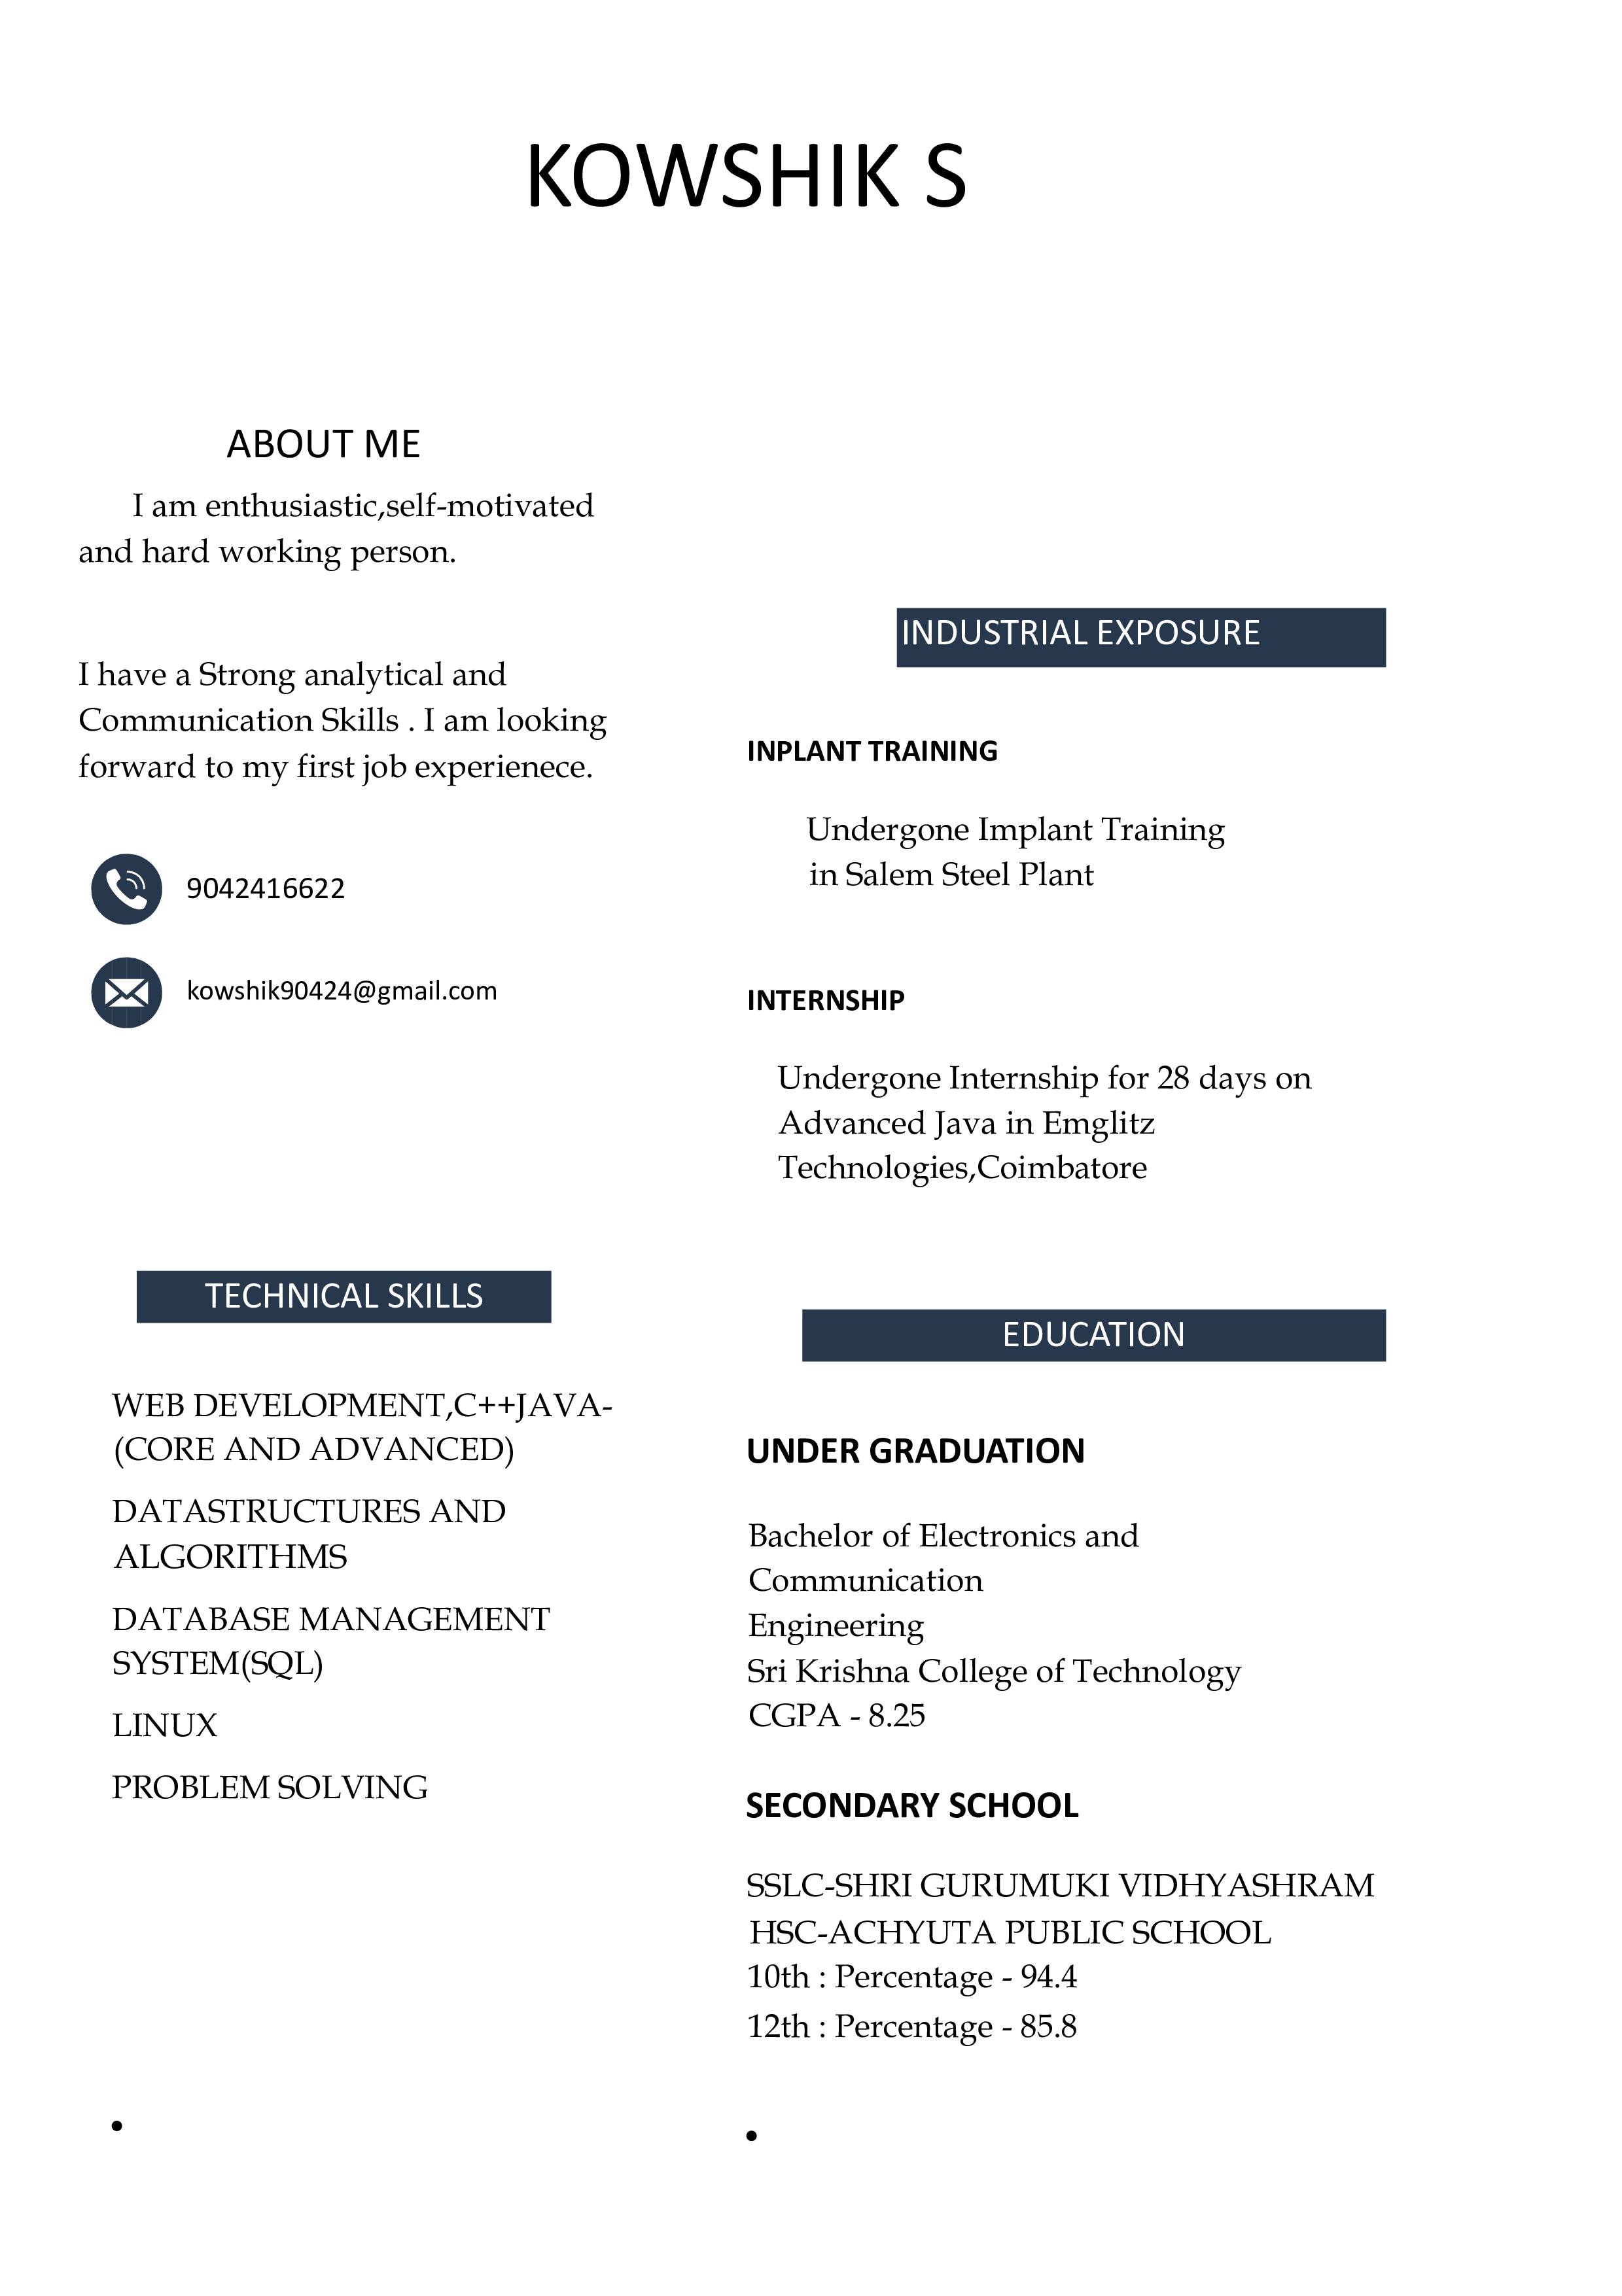 KOWSHIK S
ABOUT ME
I am enthusiastic,self-motivated
and hard working person.
I have a Strong analytical and
Communication Skills . I am looking
forward to my first job experienece.
9042416622
kowshik90424@gmail.com
TECHNICAL SKILLS
WEB DEVELOPMENT,C++JAVA-
(CORE AND ADVANCED)
DATASTRUCTURES AND
ALGORITHMS
DATABASE MANAGEMENT
SYSTEM(SQL)
LINUX
PROBLEM SOLVING
•
INDUSTRIAL EXPOSURE
INPLANT TRAINING
Undergone Implant Training
in Salem Steel Plant
INTERNSHIP
Undergone Internship for 28 days on
Advanced Java in Emglitz
Technologies,Coimbatore
EDUCATION
UNDER GRADUATION
Bachelor of Electronics and
Communication
Engineering
Sri Krishna College of Technology
CGPA - 8.25
SECONDARY SCHOOL
SSLC-SHRI GURUMUKI VIDHYASHRAM
HSC-ACHYUTA PUBLIC SCHOOL
10th : Percentage - 94.4
12th : Percentage - 85.8
•